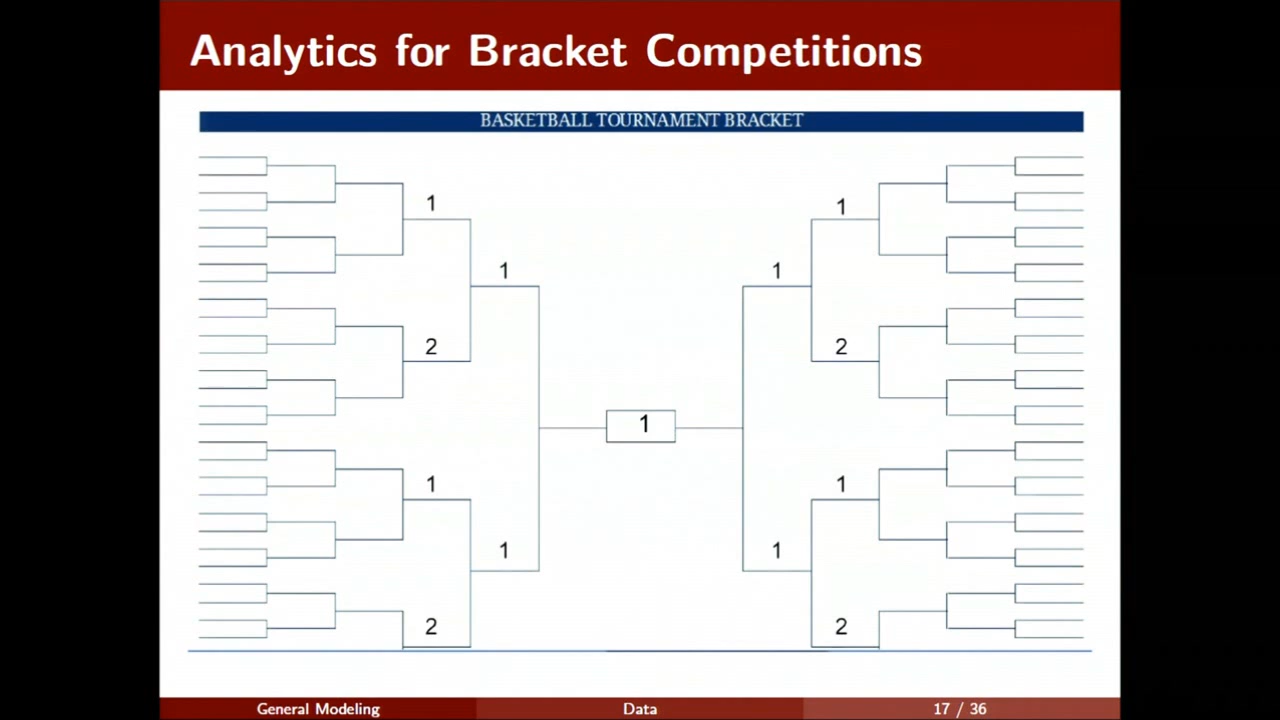 Analytics for Bracket Competitions
BASKETBALL TOURNAMENT BRACKET
1 1
1 1
2 2
1
1 1
1 1
2 2
General Modeling Data 17 / 36